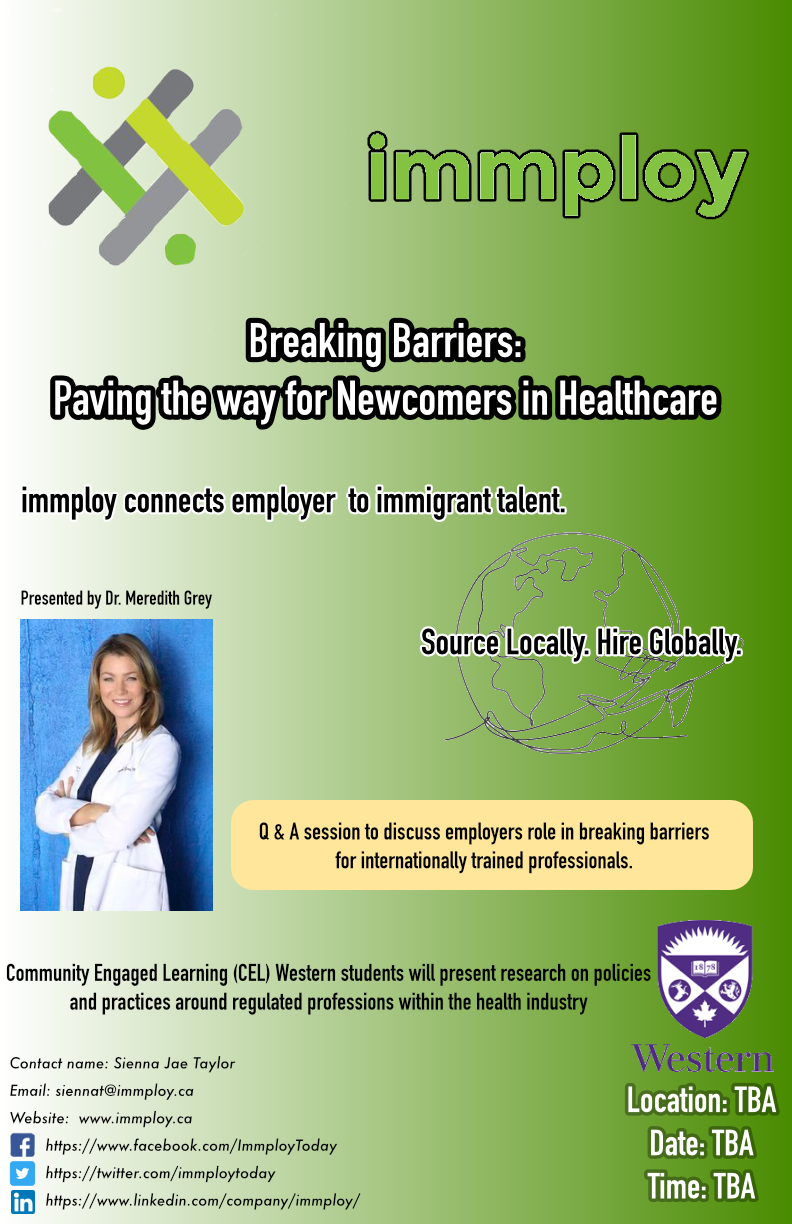 immploy
Breaking Barriers:
Paving the way for Newcomers in Healthcare
immploy connects employer  to immigrant talent.
Presented by Dr. Meredith Grey
Source Locally. Hire Globally.
Q & A session to discuss employers role in breaking barriers
for internationally trained professionals.
Community Engaged Learning (CEL) Western students will present research on policies
and practices around regulated professions within the health industry
1878
Western
Contact name: Sienna Jae Taylor
Email: siennat@immploy.ca
Website:  www.immploy.ca
https://www.facebook.com/ImmployToday
https://twitter.com/immploytoday
in https://www.linkedin.com/company/immploy/
Location: TBA
Date: TBA
Time: TBA